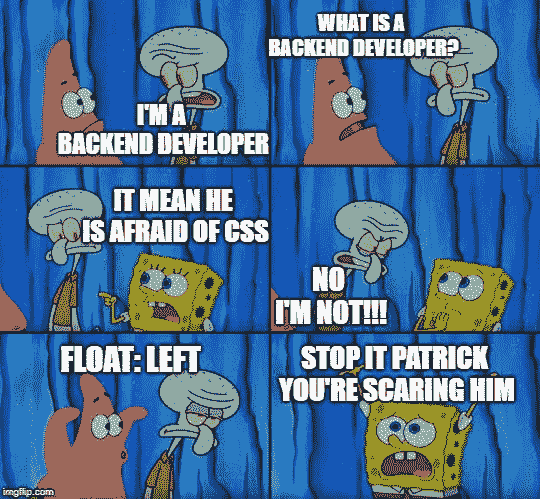 I'M A
BACKEND DEVELOPER
WHAT IS A
BACKEND DEVELOPER?
IT MEAN HE
IS AFRAID OF CSS
NO
I'M NOT!!!
FLOAT: LEFT
STOP IT PATRICK
YOU'RE SCARING HIM
imgflip.com